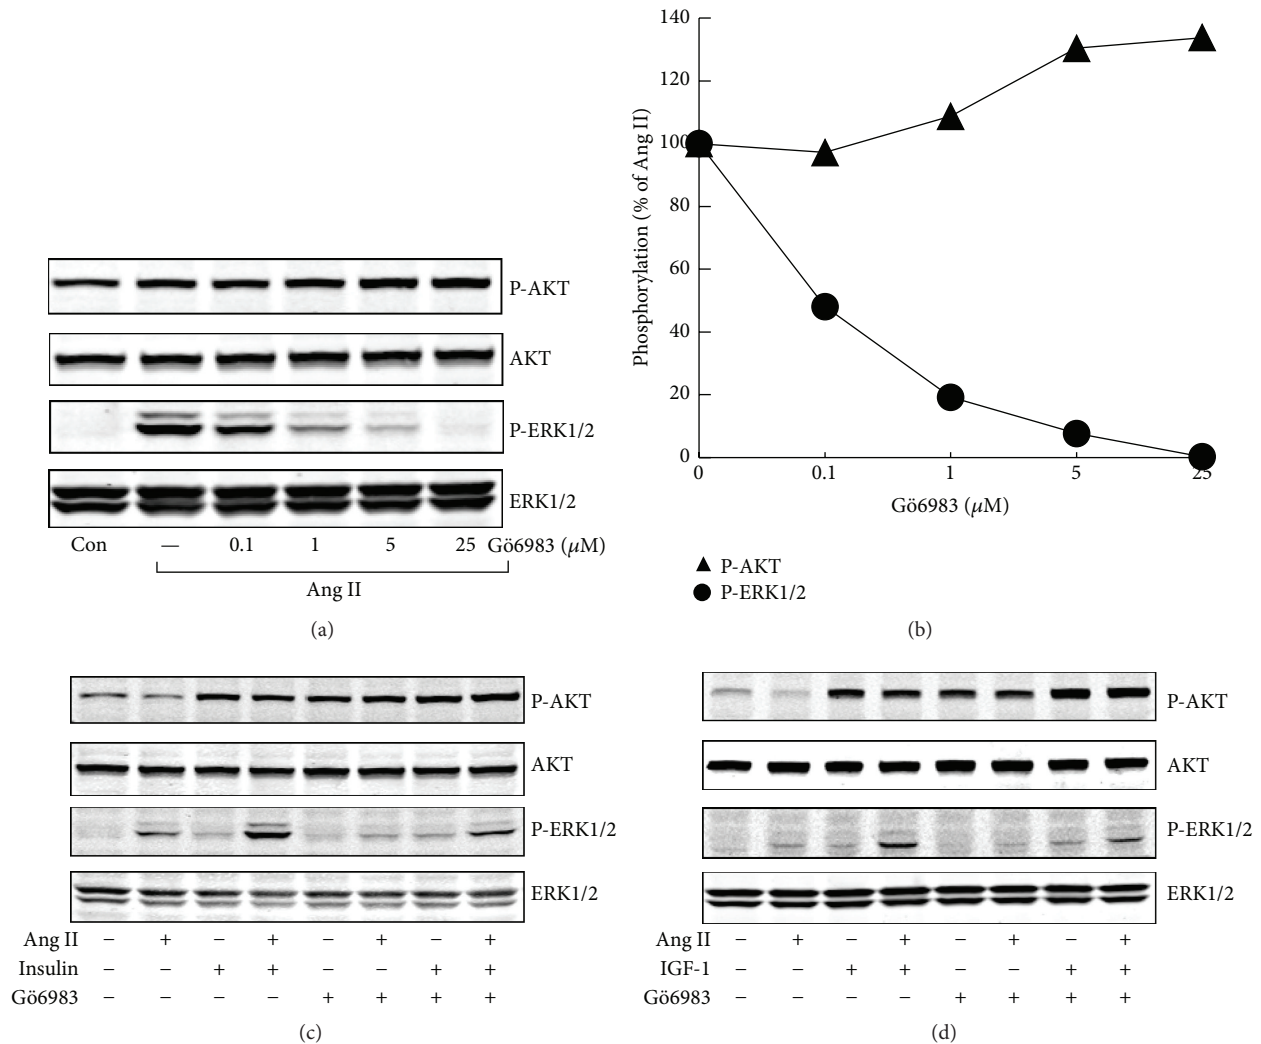 P-AKT
AKT
P-ERK1/2
ERK1/2
Con — 0.1 1 5 25 Gö6983 (μM)
Ang II
(a)
140
120
100
80
60
40
20
0
Phosphorylation (% of Ang II)
0 0.1 1 5 25
Gö6983 (μM)
P-AKT
P-ERK1/2
(b)
P-AKT
AKT
P-ERK1/2
ERK1/2
Ang II − + − + − + − +
Insulin − − + + − − + +
Gö6983 − − − − + + + +
(c)
P-AKT
AKT
P-ERK1/2
ERK1/2
Ang II − + − + − + − +
IGF-1 − − + + − − + +
Gö6983 − − − − + + + +
(d)